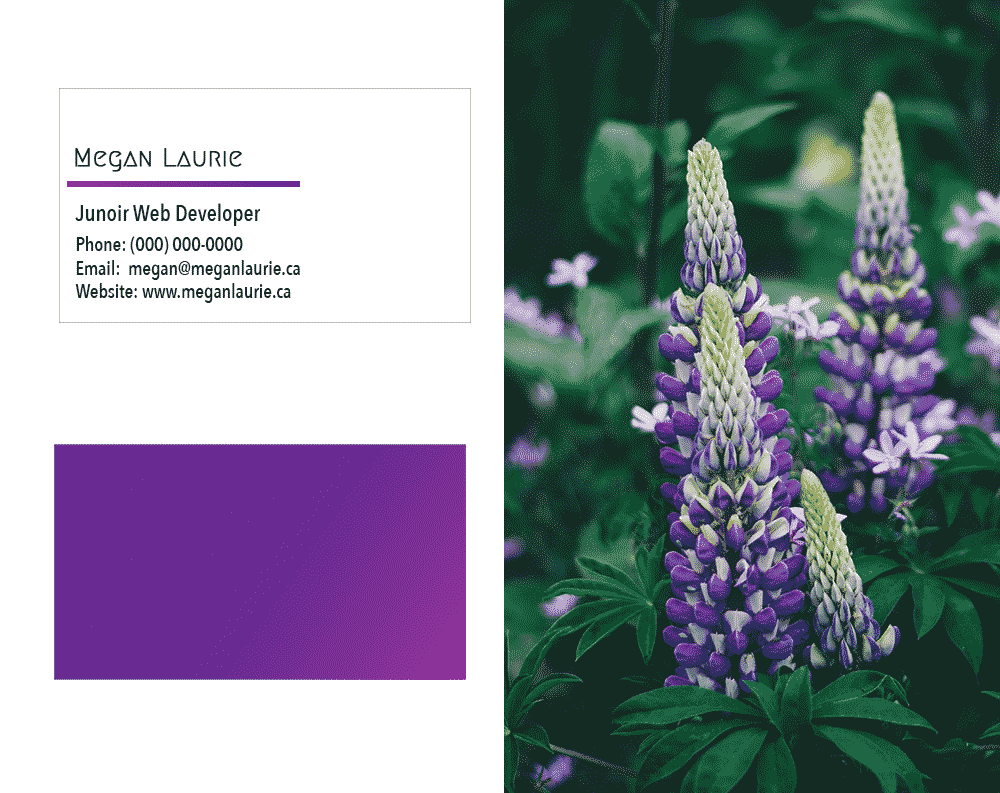 Megan Laurie
Junoir Web Developer
Phone: (000) 000-0000
Email: megan@meganlaurie.ca
Website: www.meganlaurie.ca